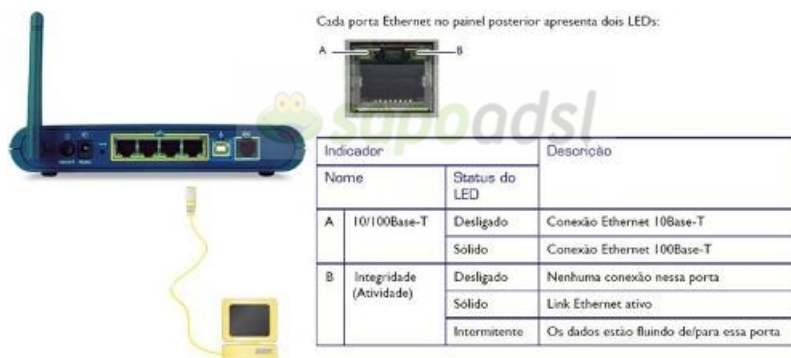 Cada porta Ethernet no painel posterior apresenta dois LEDs:
A
B
sapoadsl
Indicador
Descrição
Nome
Status do LED
A
10/100Base-T
Desligado
Conexão Ethernet 10Base-T
Sólido
Conexão Ethernet 100Base-T
B
Integridade
(Atividade)
Desligado
Nenhuma conexão nessa porta
Sólido
Link Ethernet ativo
Intermitente
Os dados estão fluindo de/para essa porta